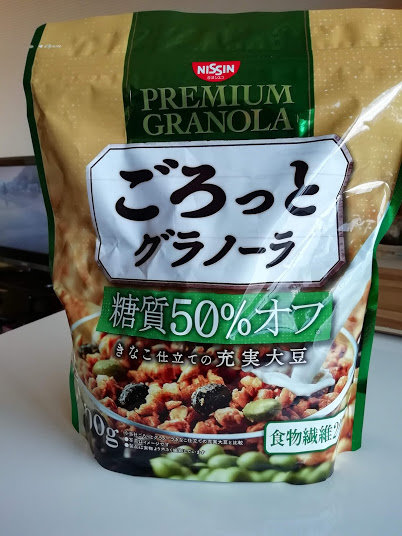 NISSIN
PREMIUM
GRANOLA
ごろっと
グラノーラ
糖質50%オフ
きなこ仕立ての充実大豆
00g
食物繊維